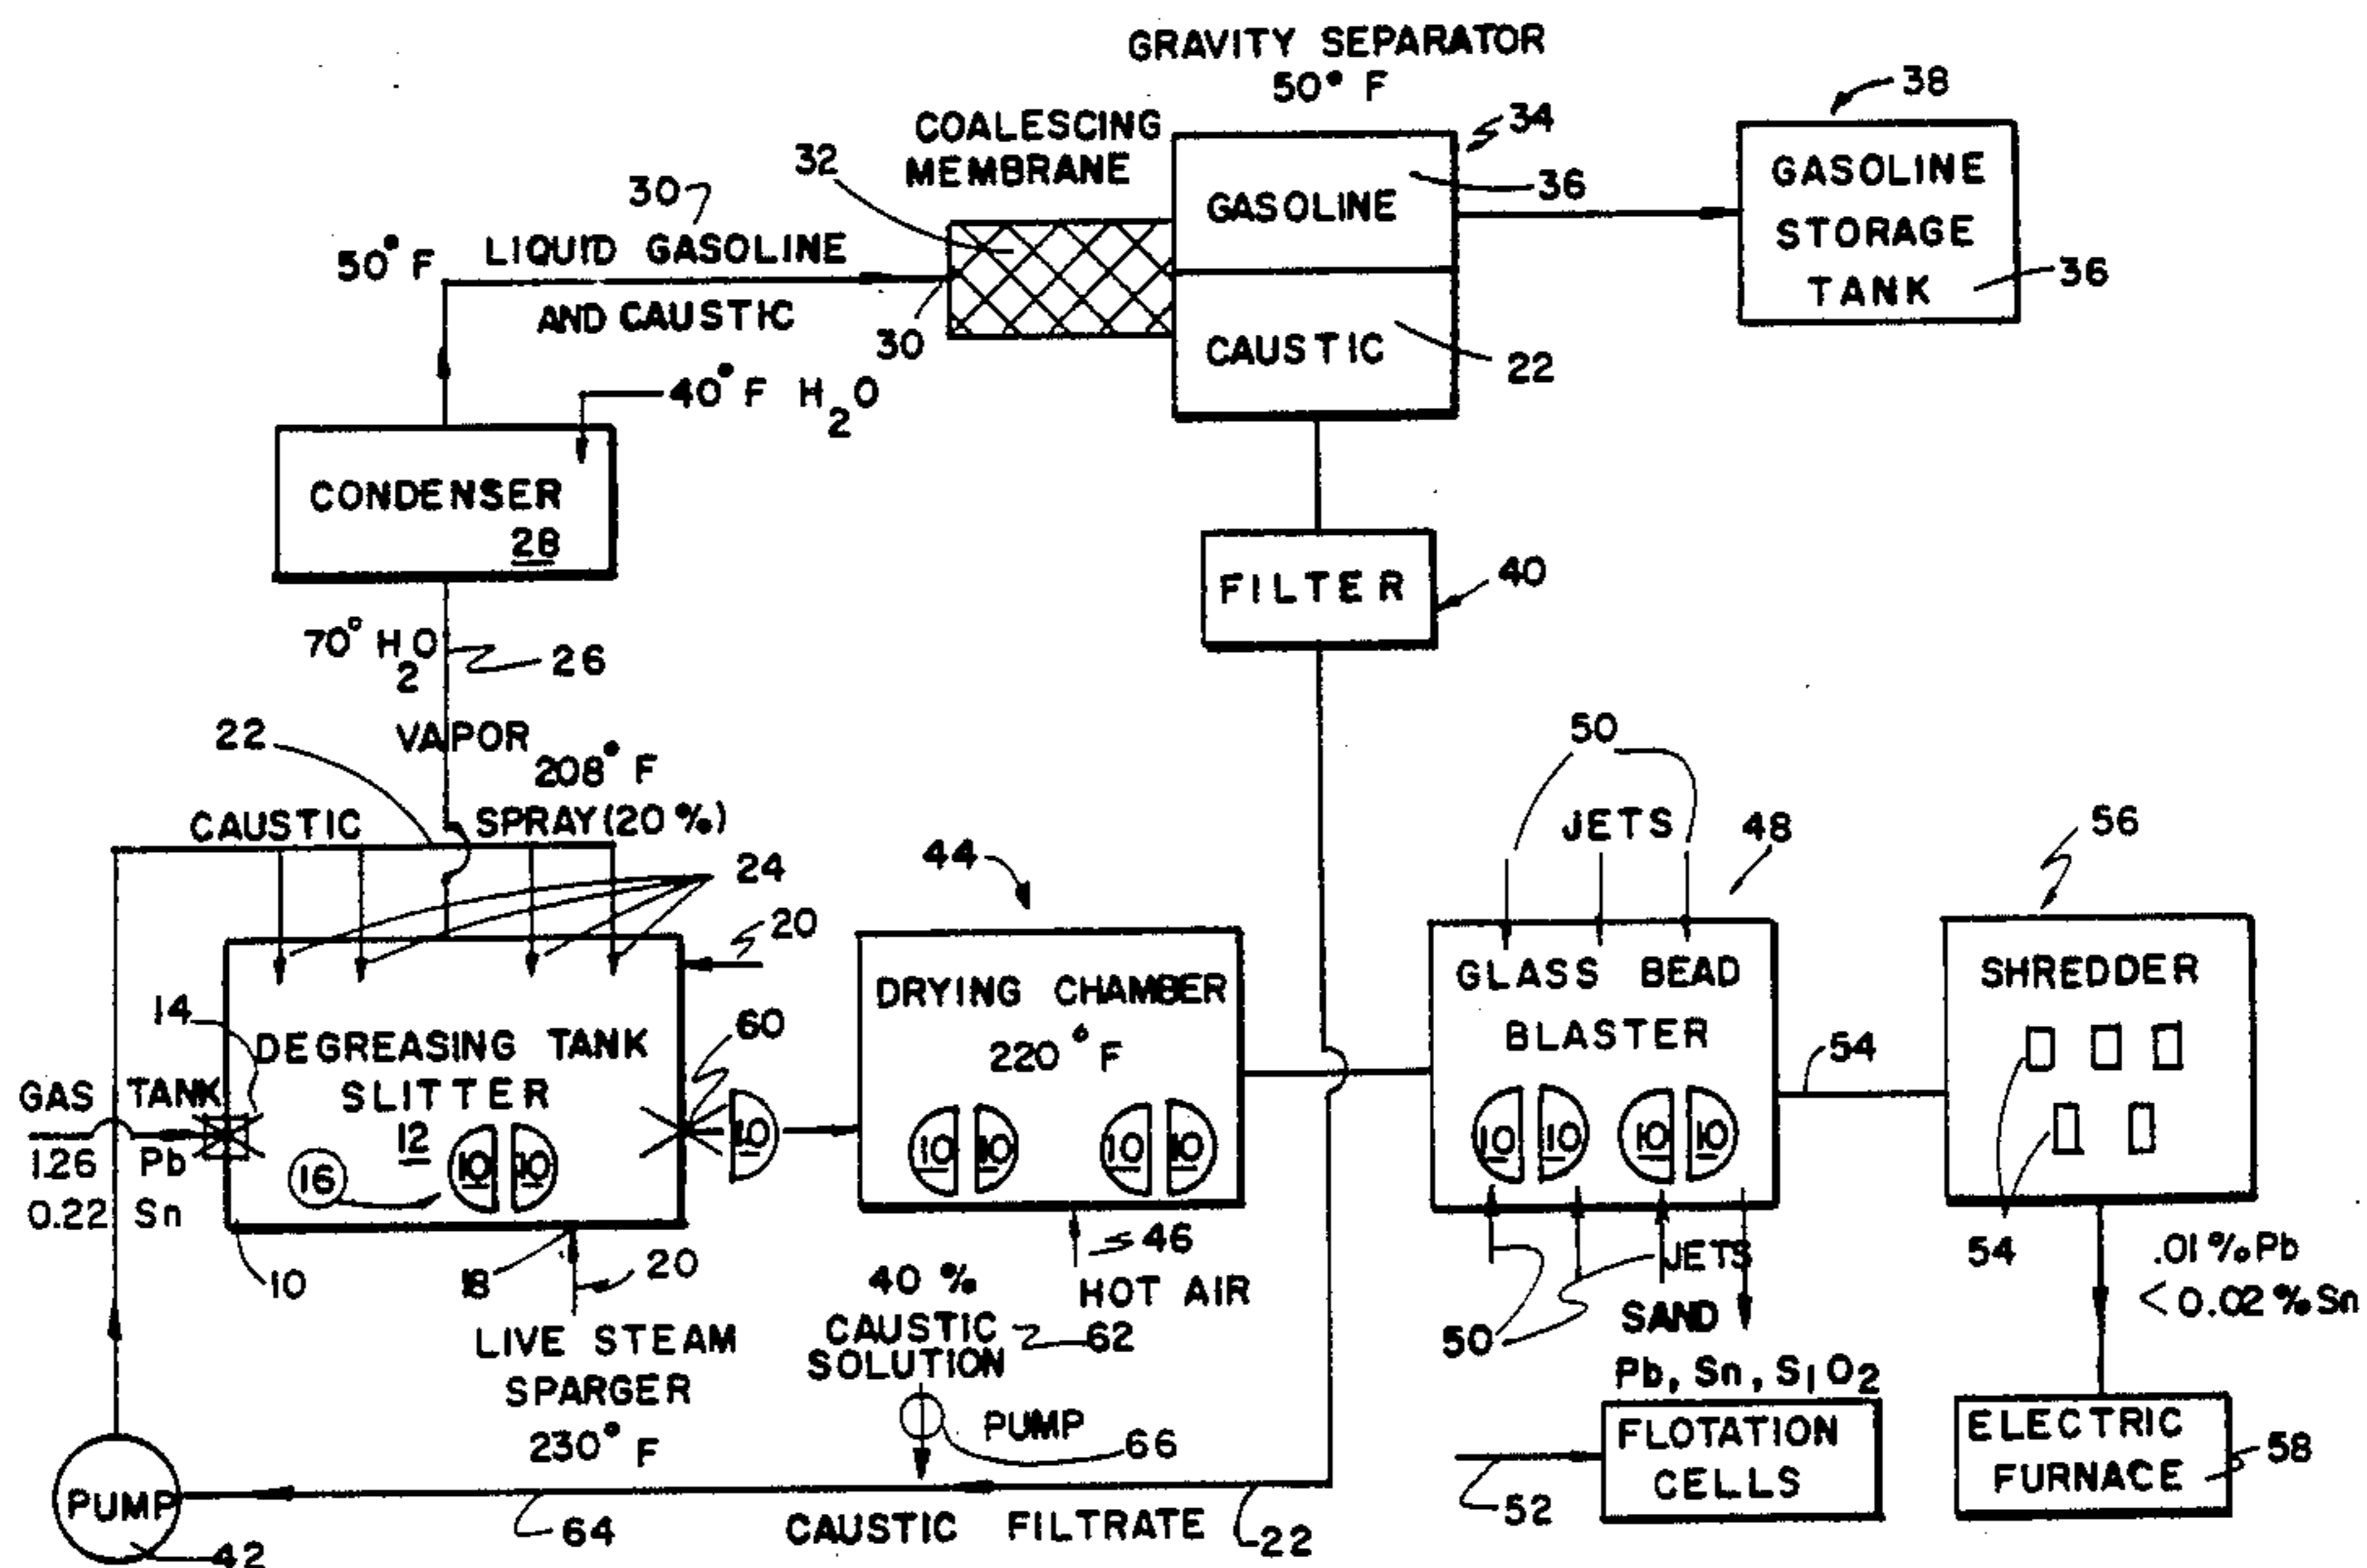 GRAVITY SEPARATOR
50° F
38
34
COALESCING
MEMBRANE
32
GASOLINE
36
GASOLINE
STORAGE
TANK
36
30
50° F
LIQUID GASOLINE
AND CAUSTIC
30
CAUSTIC
22
40° F H2O
CONDENSER
28
FILTER
40
70° H2O
26
VAPOR
22
208° F
CAUSTIC SPRAY (20 %)
24
20
44
50
JETS
48
56
14
DEGREASING TANK
SLITTER
12
60
GAS TANK
1.26 Pb
0.22 Sn
16
10
10
10
DRYING CHAMBER
220° F
10
10
10
10
GLASS BEAD
BLASTER
10
10
10
10
54
SHREDDER
54
10
18
20
LIVE STEAM
SPARGER
230° F
46
HOT AIR
40 %
CAUSTIC
SOLUTION
62
PUMP
66
50
JETS
SAND
Pb, Sn, SiO2
.01 % Pb
< 0.02 % Sn
FLOTATION
CELLS
52
ELECTRIC
FURNACE
58
PUMP
42
64
CAUSTIC FILTRATE
22